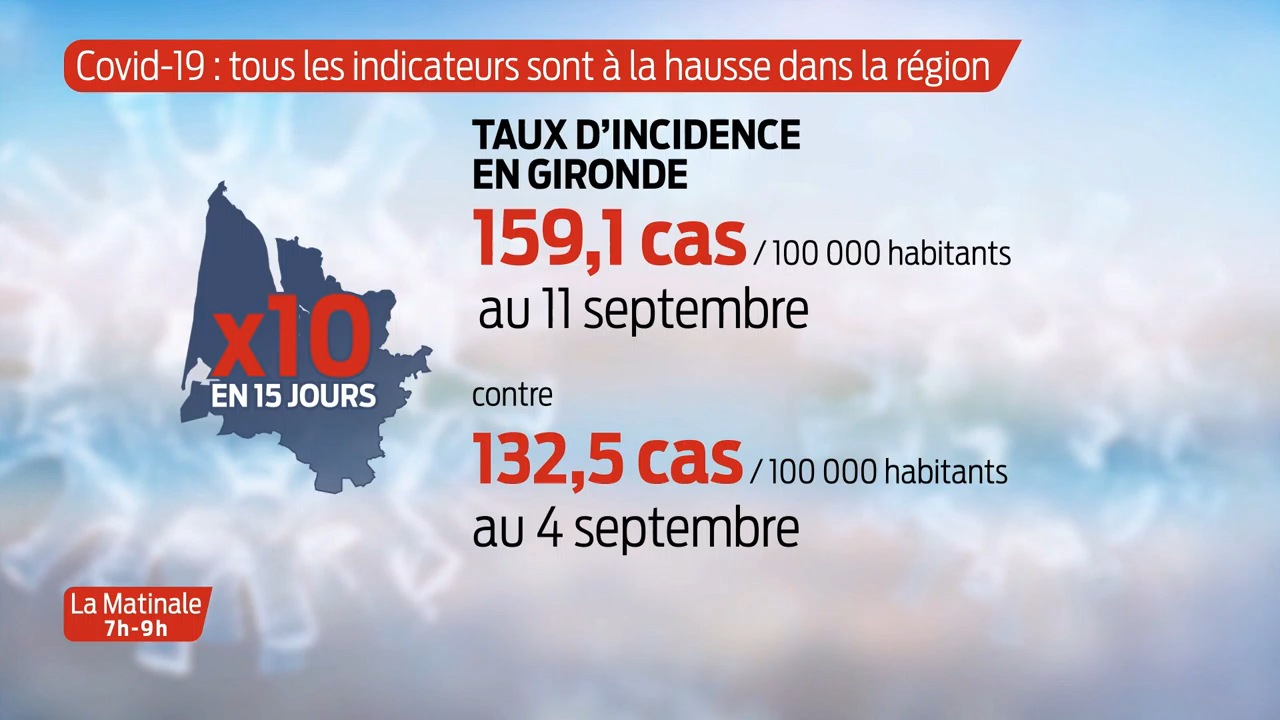 Covid-19 : tous les indicateurs sont à la hausse dans la région
TAUX D'INCIDENCE
EN GIRONDE
159,1 cas / 100 000 habitants
au 11 septembre
x10
EN 15 JOURS
contre
132,5 cas / 100 000 habitants
au 4 septembre
La Matinale
7h-9h